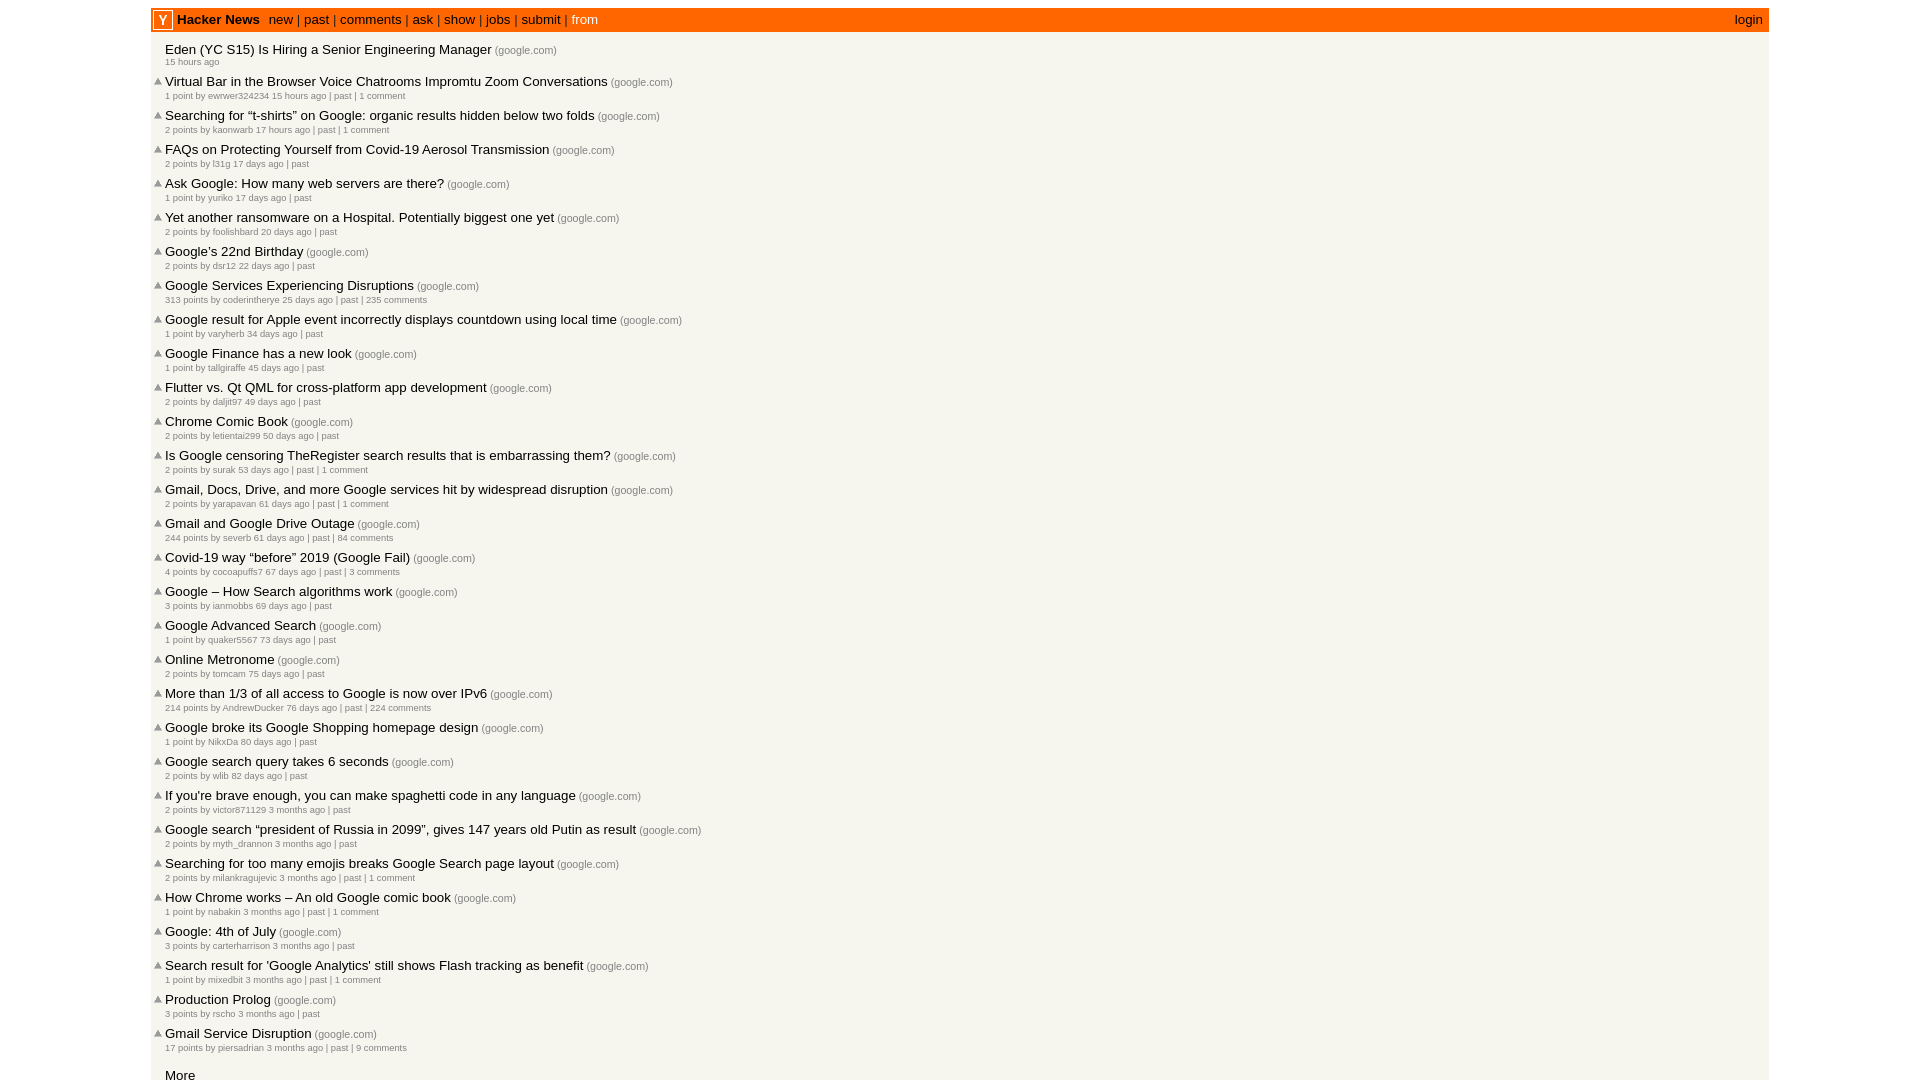 Y Hacker News new | past | comments | ask | show | jobs | submit | from login
Eden (YC S15) Is Hiring a Senior Engineering Manager (google.com)
15 hours ago
Virtual Bar in the Browser Voice Chatrooms Impromtu Zoom Conversations (google.com)
1 point by ewrwer324234 15 hours ago | past | 1 comment
Searching for “t-shirts” on Google: organic results hidden below two folds (google.com)
2 points by kaonwarb 17 hours ago | past | 1 comment
FAQs on Protecting Yourself from Covid-19 Aerosol Transmission (google.com)
2 points by l31g 17 days ago | past
Ask Google: How many web servers are there? (google.com)
1 point by yuriko 17 days ago | past
Yet another ransomware on a Hospital. Potentially biggest one yet (google.com)
2 points by foolishbard 20 days ago | past
Google’s 22nd Birthday (google.com)
2 points by dsr12 22 days ago | past
Google Services Experiencing Disruptions (google.com)
313 points by coderintherye 25 days ago | past | 235 comments
Google result for Apple event incorrectly displays countdown using local time (google.com)
1 point by varyherb 34 days ago | past
Google Finance has a new look (google.com)
1 point by tallgiraffe 45 days ago | past
Flutter vs. Qt QML for cross-platform app development (google.com)
2 points by daljit97 49 days ago | past
Chrome Comic Book (google.com)
2 points by letientai299 50 days ago | past
Is Google censoring TheRegister search results that is embarrassing them? (google.com)
2 points by surak 53 days ago | past | 1 comment
Gmail, Docs, Drive, and more Google services hit by widespread disruption (google.com)
2 points by yarapavan 61 days ago | past | 1 comment
Gmail and Google Drive Outage (google.com)
244 points by severb 61 days ago | past | 84 comments
Covid-19 way “before” 2019 (Google Fail) (google.com)
4 points by cocoapuffs7 67 days ago | past | 3 comments
Google – How Search algorithms work (google.com)
3 points by ianmobbs 69 days ago | past
Google Advanced Search (google.com)
1 point by quaker5567 73 days ago | past
Online Metronome (google.com)
2 points by tomcam 75 days ago | past
More than 1/3 of all access to Google is now over IPv6 (google.com)
214 points by AndrewDucker 76 days ago | past | 224 comments
Google broke its Google Shopping homepage design (google.com)
1 point by NikxDa 80 days ago | past
Google search query takes 6 seconds (google.com)
2 points by wlib 82 days ago | past
If you're brave enough, you can make spaghetti code in any language (google.com)
2 points by victor871129 3 months ago | past
Google search “president of Russia in 2099”, gives 147 years old Putin as result (google.com)
2 points by myth_drannon 3 months ago | past
Searching for too many emojis breaks Google Search page layout (google.com)
2 points by milankragujevic 3 months ago | past | 1 comment
How Chrome works – An old Google comic book (google.com)
1 point by nabakin 3 months ago | past | 1 comment
Google: 4th of July (google.com)
3 points by carterharrison 3 months ago | past
Search result for 'Google Analytics' still shows Flash tracking as benefit (google.com)
1 point by mixedbit 3 months ago | past | 1 comment
Production Prolog (google.com)
3 points by rscho 3 months ago | past
Gmail Service Disruption (google.com)
17 points by piersadrian 3 months ago | past | 9 comments
More